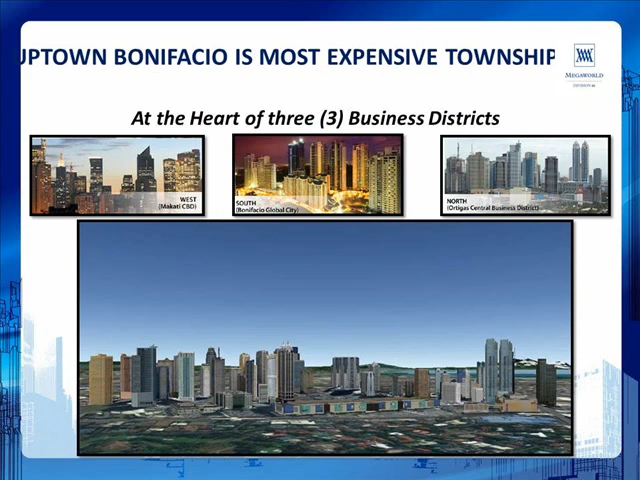 UPTOWN BONIFACIO IS MOST EXPENSIVE TOWNSHIP
MEGAWORLD
At the Heart of three (3) Business Districts
WEST
(Makati CBD)
SOUTH
(Bonifacio Global City)
NORTH
(Ortigas Central Business District)